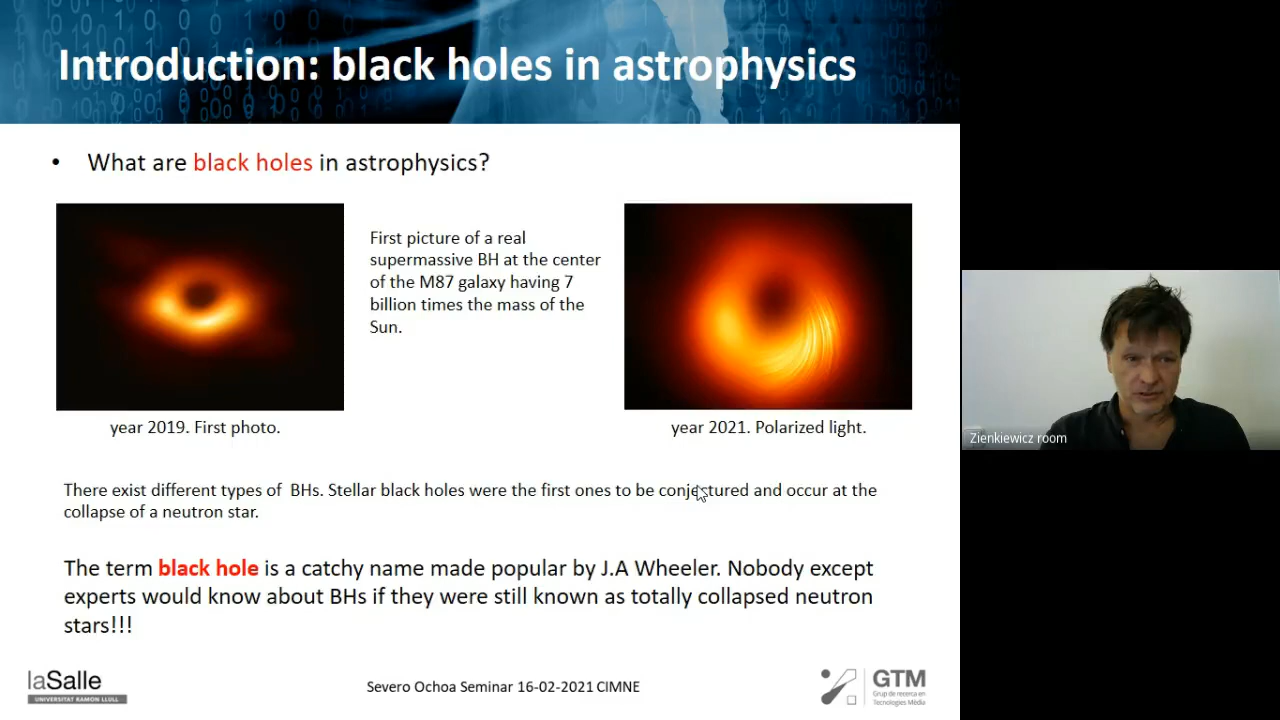 Introduction: black holes in astrophysics
• What are black holes in astrophysics?
First picture of a real
supermassive BH at the center
of the M87 galaxy having 7
billion times the mass of the
Sun.
year 2019. First photo.
year 2021. Polarized light.
There exist different types of BHs. Stellar black holes were the first ones to be conjectured and occur at the
collapse of a neutron star.
The term black hole is a catchy name made popular by J.A Wheeler. Nobody except
experts would know about BHs if they were still known as totally collapsed neutron
stars!!!
Zienkiewicz room
laSalle
UNIVERSITAT RAMON LLULL
Severo Ochoa Seminar 16-02-2021 CIMNE
GTM
Grup de recerca en
Tecnologies Mèdia